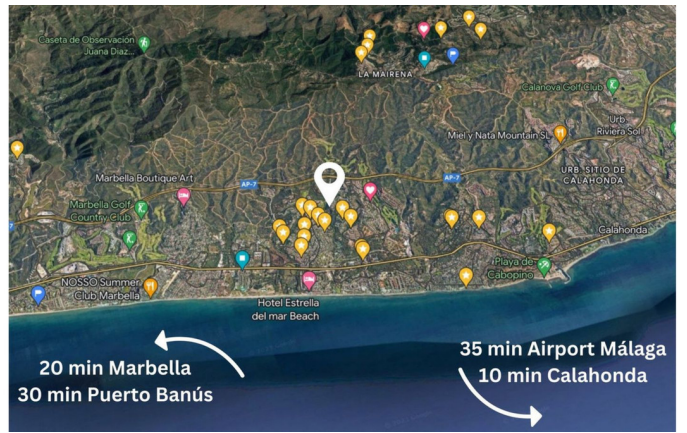 Caseta de Observación
Juana Diaz...
LA MAIRENA
Calanova Golf Club
Urb.
Riviera Sol
Miel y Nata Mountain SL
URB. SITIO DE
CALAHONDA
Marbella Boutique Art
AP-7
AP-7
Marbella Golf
Country Club
Calahonda
Playa de
Cabopino
NOSSO Summer
Club Marbella
Hotel Estrella
del mar Beach
20 min Marbella
30 min Puerto Banús
35 min Airport Málaga
10 min Calahonda